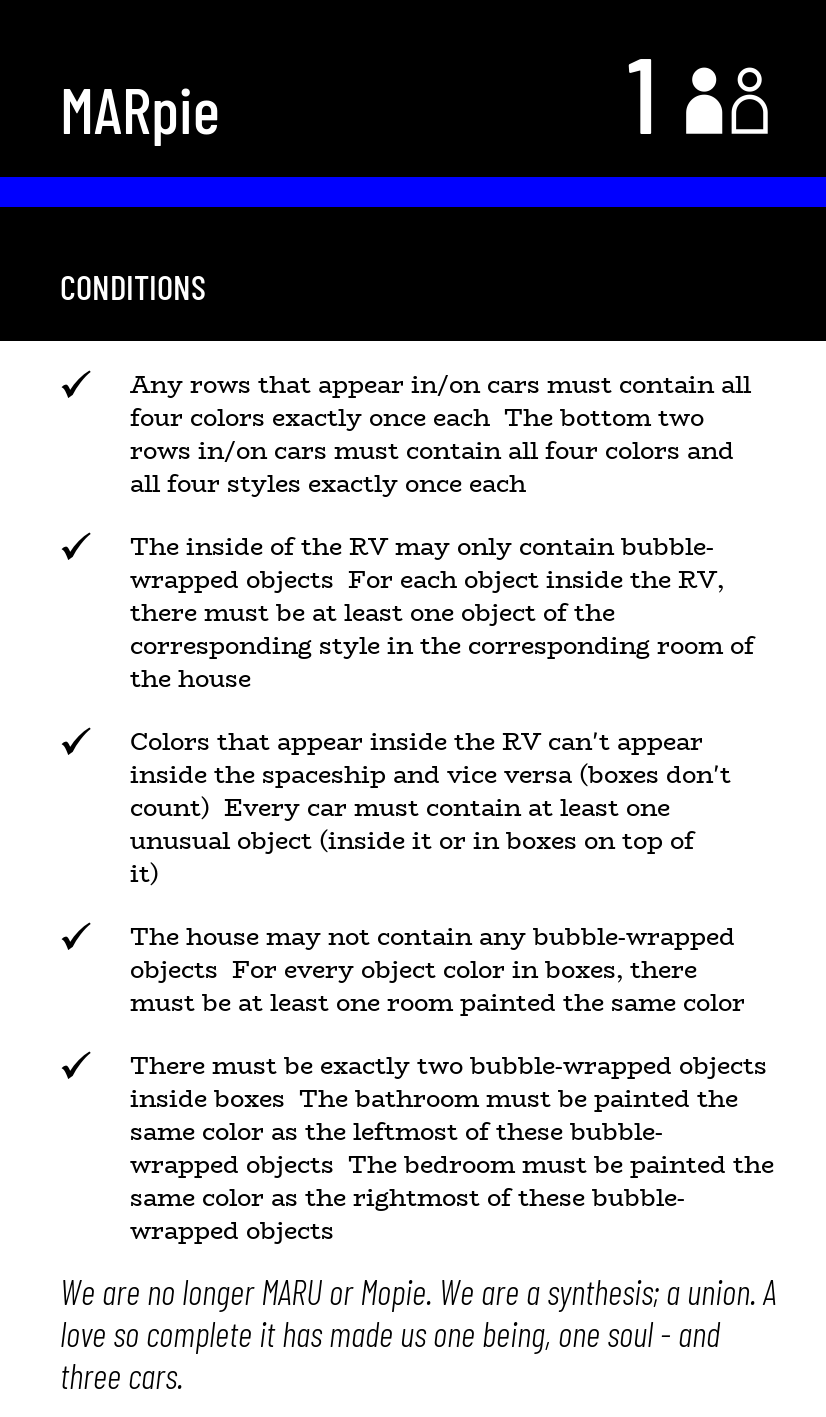 MARpie
1
CONDITIONS
Any rows that appear in/on cars must contain all
four colors exactly once each  The bottom two
rows in/on cars must contain all four colors and
all four styles exactly once each
The inside of the RV may only contain bubble-
wrapped objects  For each object inside the RV,
there must be at least one object of the
corresponding style in the corresponding room of
the house
Colors that appear inside the RV can't appear
inside the spaceship and vice versa (boxes don't
count)  Every car must contain at least one
unusual object (inside it or in boxes on top of
it)
The house may not contain any bubble-wrapped
objects  For every object color in boxes, there
must be at least one room painted the same color
There must be exactly two bubble-wrapped objects
inside boxes  The bathroom must be painted the
same color as the leftmost of these bubble-
wrapped objects  The bedroom must be painted the
same color as the rightmost of these bubble-
wrapped objects
We are no longer MARU or Mopie. We are a synthesis; a union. A
love so complete it has made us one being, one soul - and
three cars.